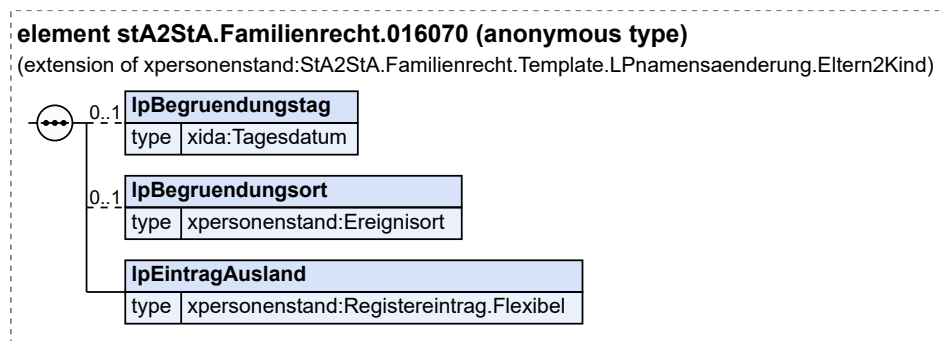 element stA2StA.Familienrecht.016070 (anonymous type)
(extension of xpersonenstand:StA2StA.Familienrecht.Template.LPnamensaenderung.Eltern2Kind)
0..1 lpBegruendungstag
type xida:Tagesdatum
0..1 lpBegruendungsort
type xpersonenstand:Ereignisort
lpEintragAusland
type xpersonenstand:Registereintrag.Flexibel